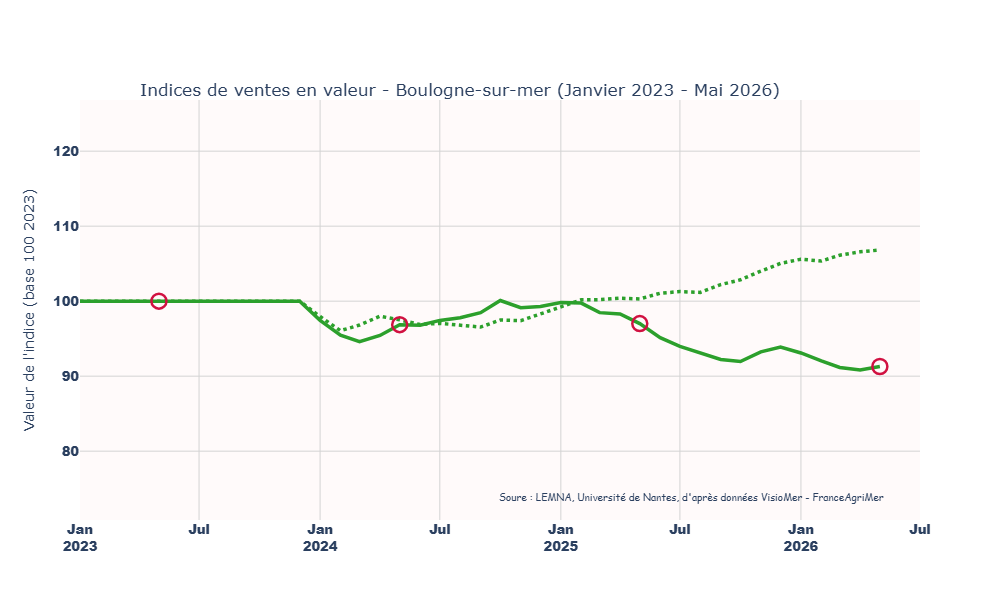 Indices de ventes en valeur - Boulogne-sur-mer (Janvier 2023 - Mai 2026)
Valeur de l'indice (base 100 2023)
120
110
100
90
80
Soure : LEMNA, Université de Nantes, d'après données VisioMer - FranceAgriMer
Jan Jul Jan Jul Jan Jul Jan Jul
2023 2024 2025 2026